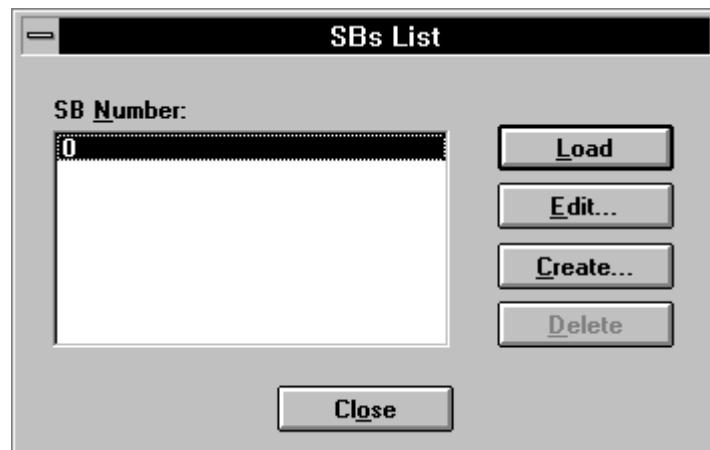 SBs List
SB Number:
0
Load
Edit...
Create...
Delete
Close